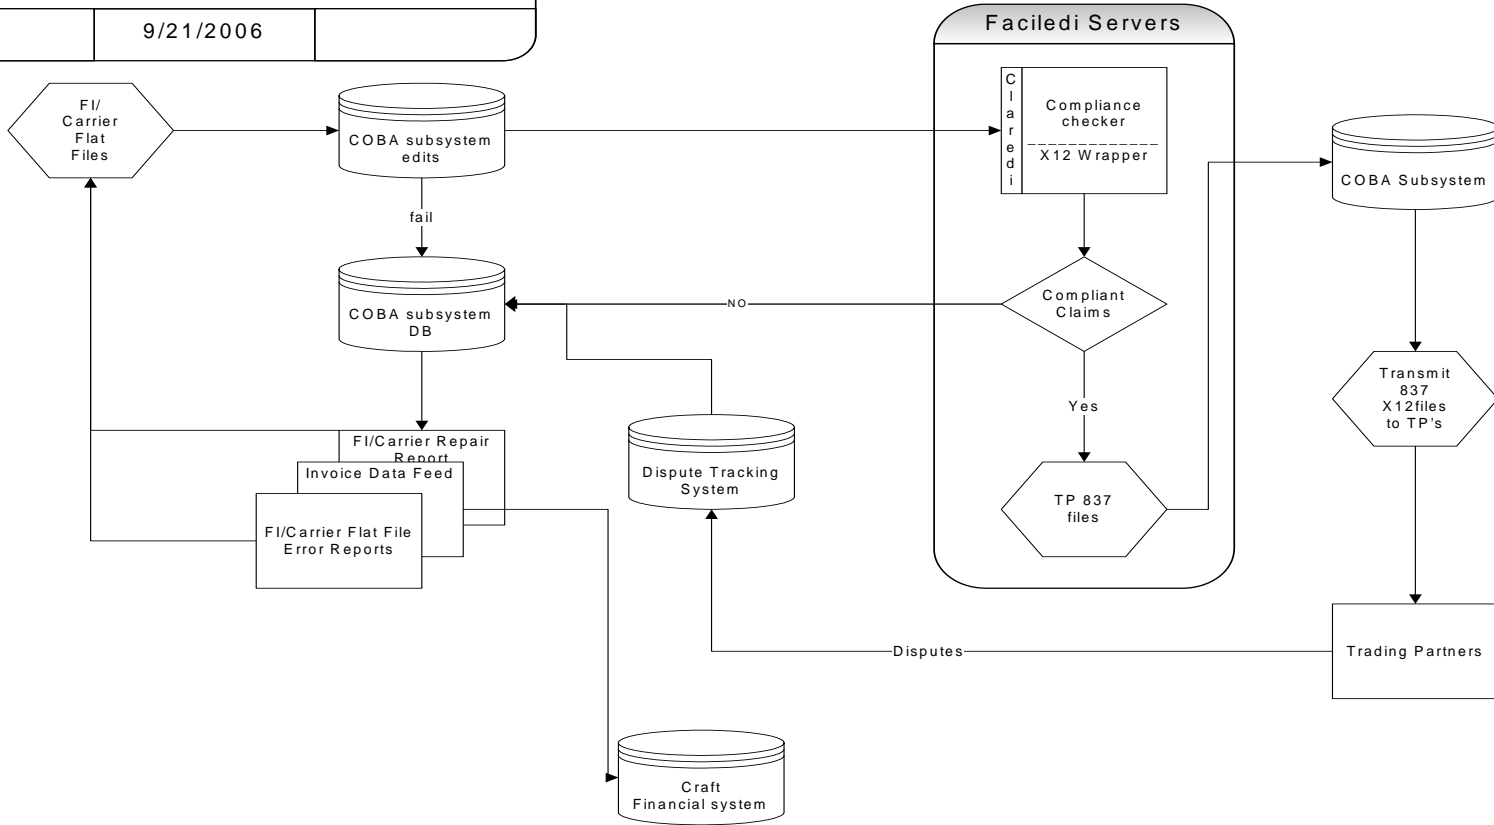 9/21/2006
Faciledi Servers
FI/
Carrier
Flat
Files
COBA subsystem
edits
Claredi
Compliance
checker
_ _ _ _ _ _ _ _ _ _ _ _ _
X12 Wrapper
COBA Subsystem
fail
COBA subsystem
DB
NO
Compliant
Claims
Transmit
837
X12files
to TP's
Yes
FI/Carrier Repair
Report
Invoice Data Feed
FI/Carrier Flat File
Error Reports
Dispute Tracking
System
TP 837
files
Disputes
Trading Partners
Craft
Financial system